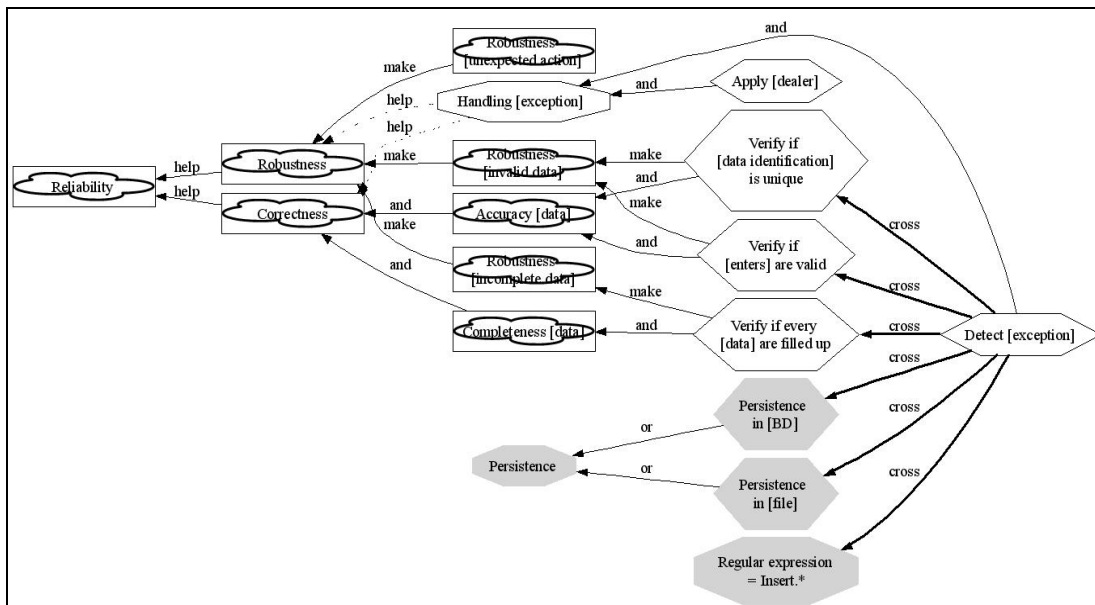 and
Robustness
[unexpected action]
make
Apply [dealer]
and
help
Handling [exception]
help
Verify if
[data identification]
is unique
Robustness
make
Robustness
[invalid data]
make
help
Reliability
and
help
Correctness
and
Accuracy [data]
make
cross
make
and
Verify if
[enters] are valid
Robustness
[incomplete data]
cross
and
make
Completeness [data]
and
Verify if every
[data] are filled up
cross
Detect [exception]
cross
Persistence
in [BD]
or
cross
Persistence
or
Persistence
in [file]
cross
Regular expression
= Insert.*